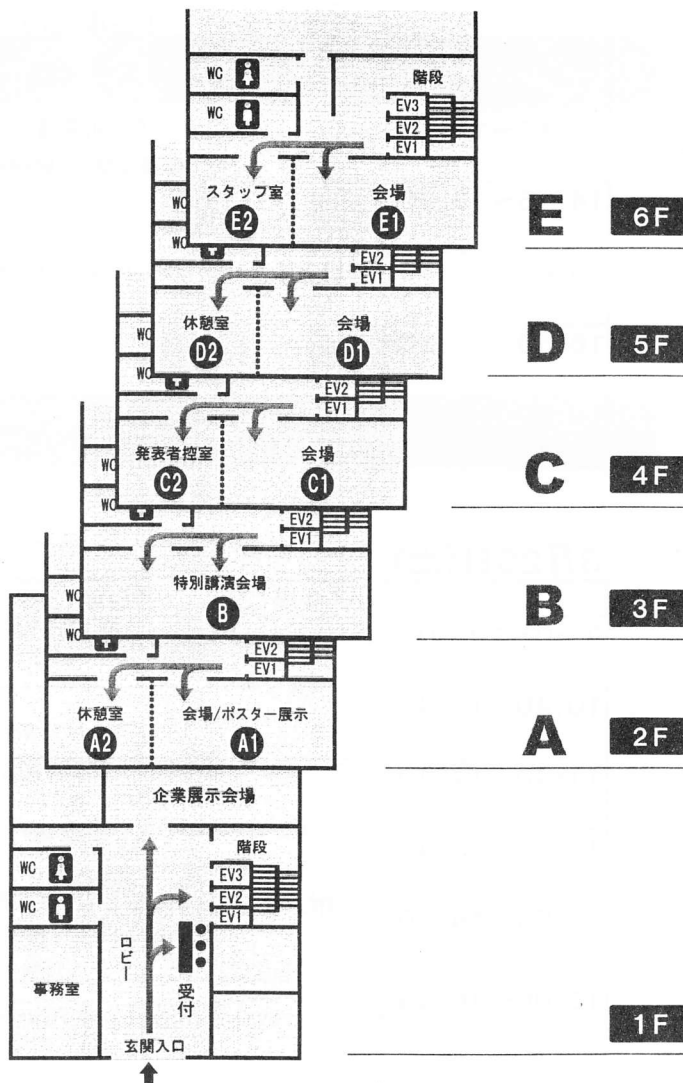 WC
階段
WC
EV3
EV2
EV1
スタッフ室
会場
E2
E1
E
6F
WC
WC
EV2
EV1
休憩室
会場
D2
D1
D
5F
WC
WC
EV2
EV1
発表者控室
会場
C2
C1
C
4F
WC
WC
EV2
EV1
特別講演会場
B
B
3F
WC
WC
EV2
EV1
休憩室
会場/ポスター展示
A2
A1
A
2F
企業展示会場
階段
WC
EV3
WC
EV2
EV1
ロビー
事務室
受付
1F
玄関入口